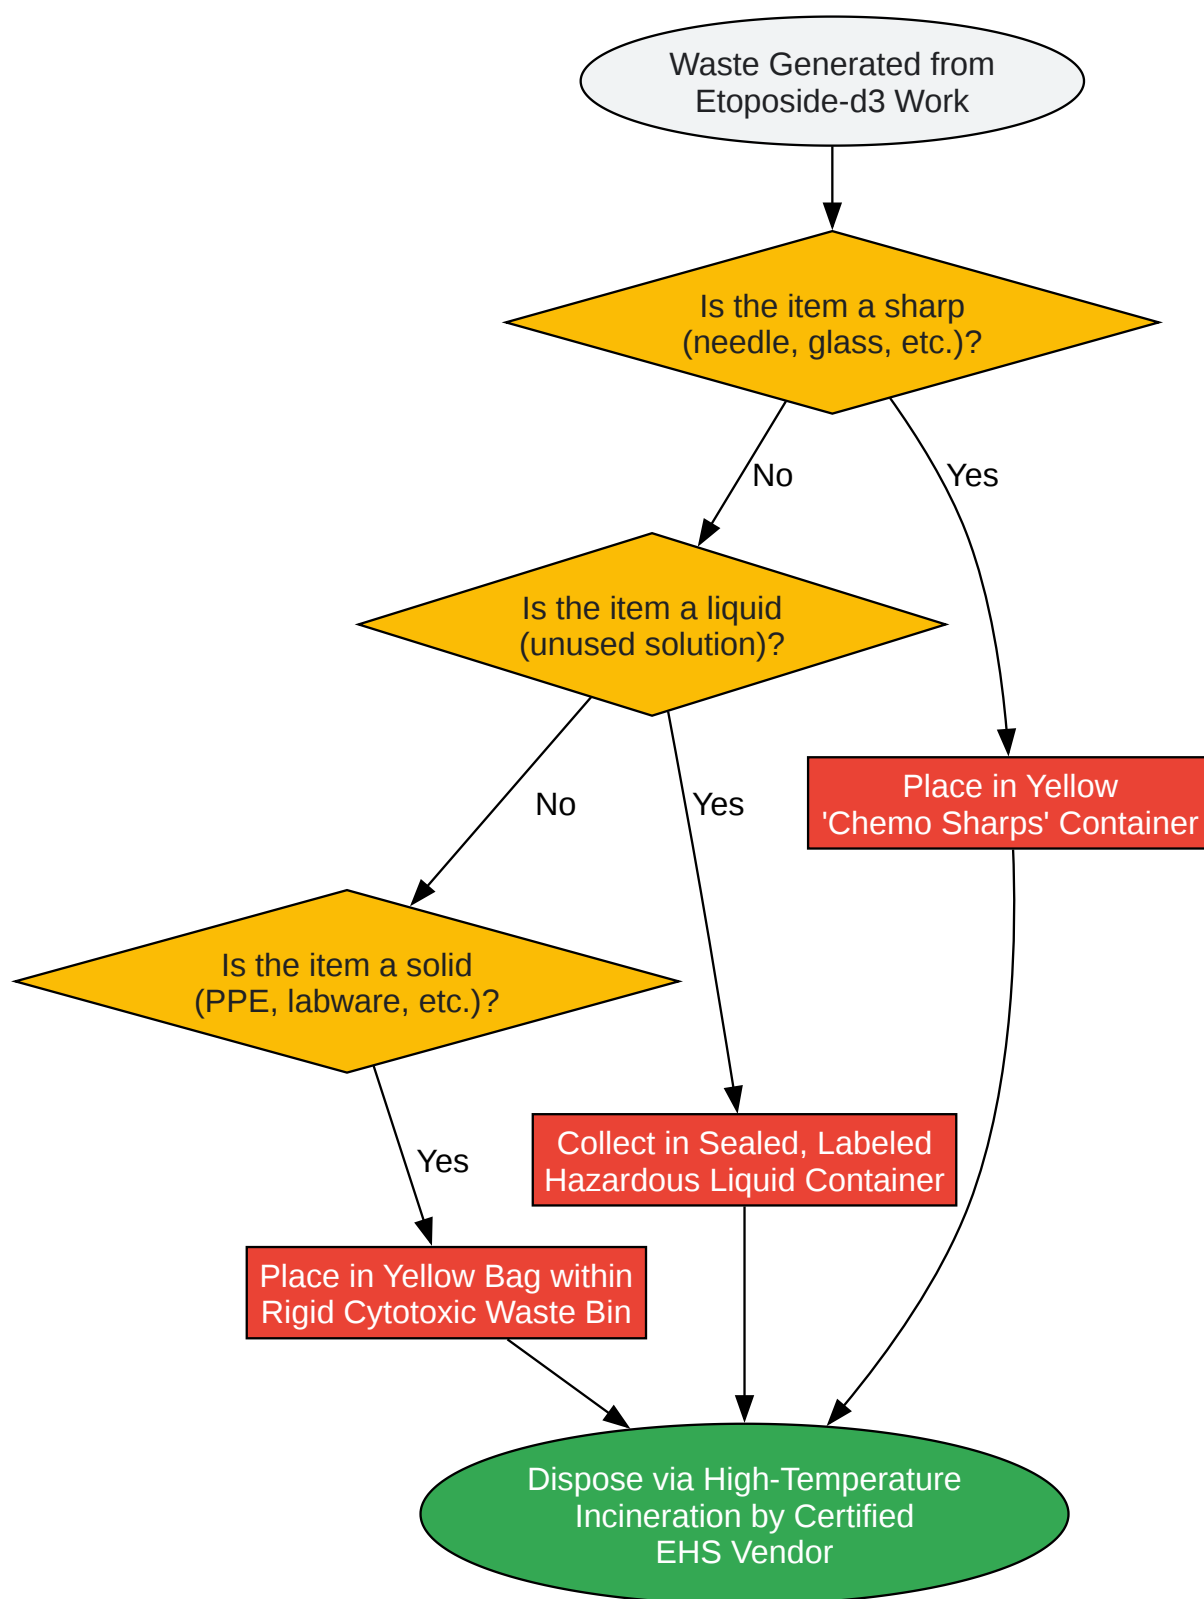 Waste Generated from
Etoposide-d3 Work
Is the item a sharp
(needle, glass, etc.)?
No
Yes
Is the item a liquid
(unused solution)?
No
Yes
Place in Yellow
'Chemo Sharps' Container
Is the item a solid
(PPE, labware, etc.)?
Yes
Collect in Sealed, Labeled
Hazardous Liquid Container
Place in Yellow Bag within
Rigid Cytotoxic Waste Bin
Dispose via High-Temperature
Incineration by Certified
EHS Vendor